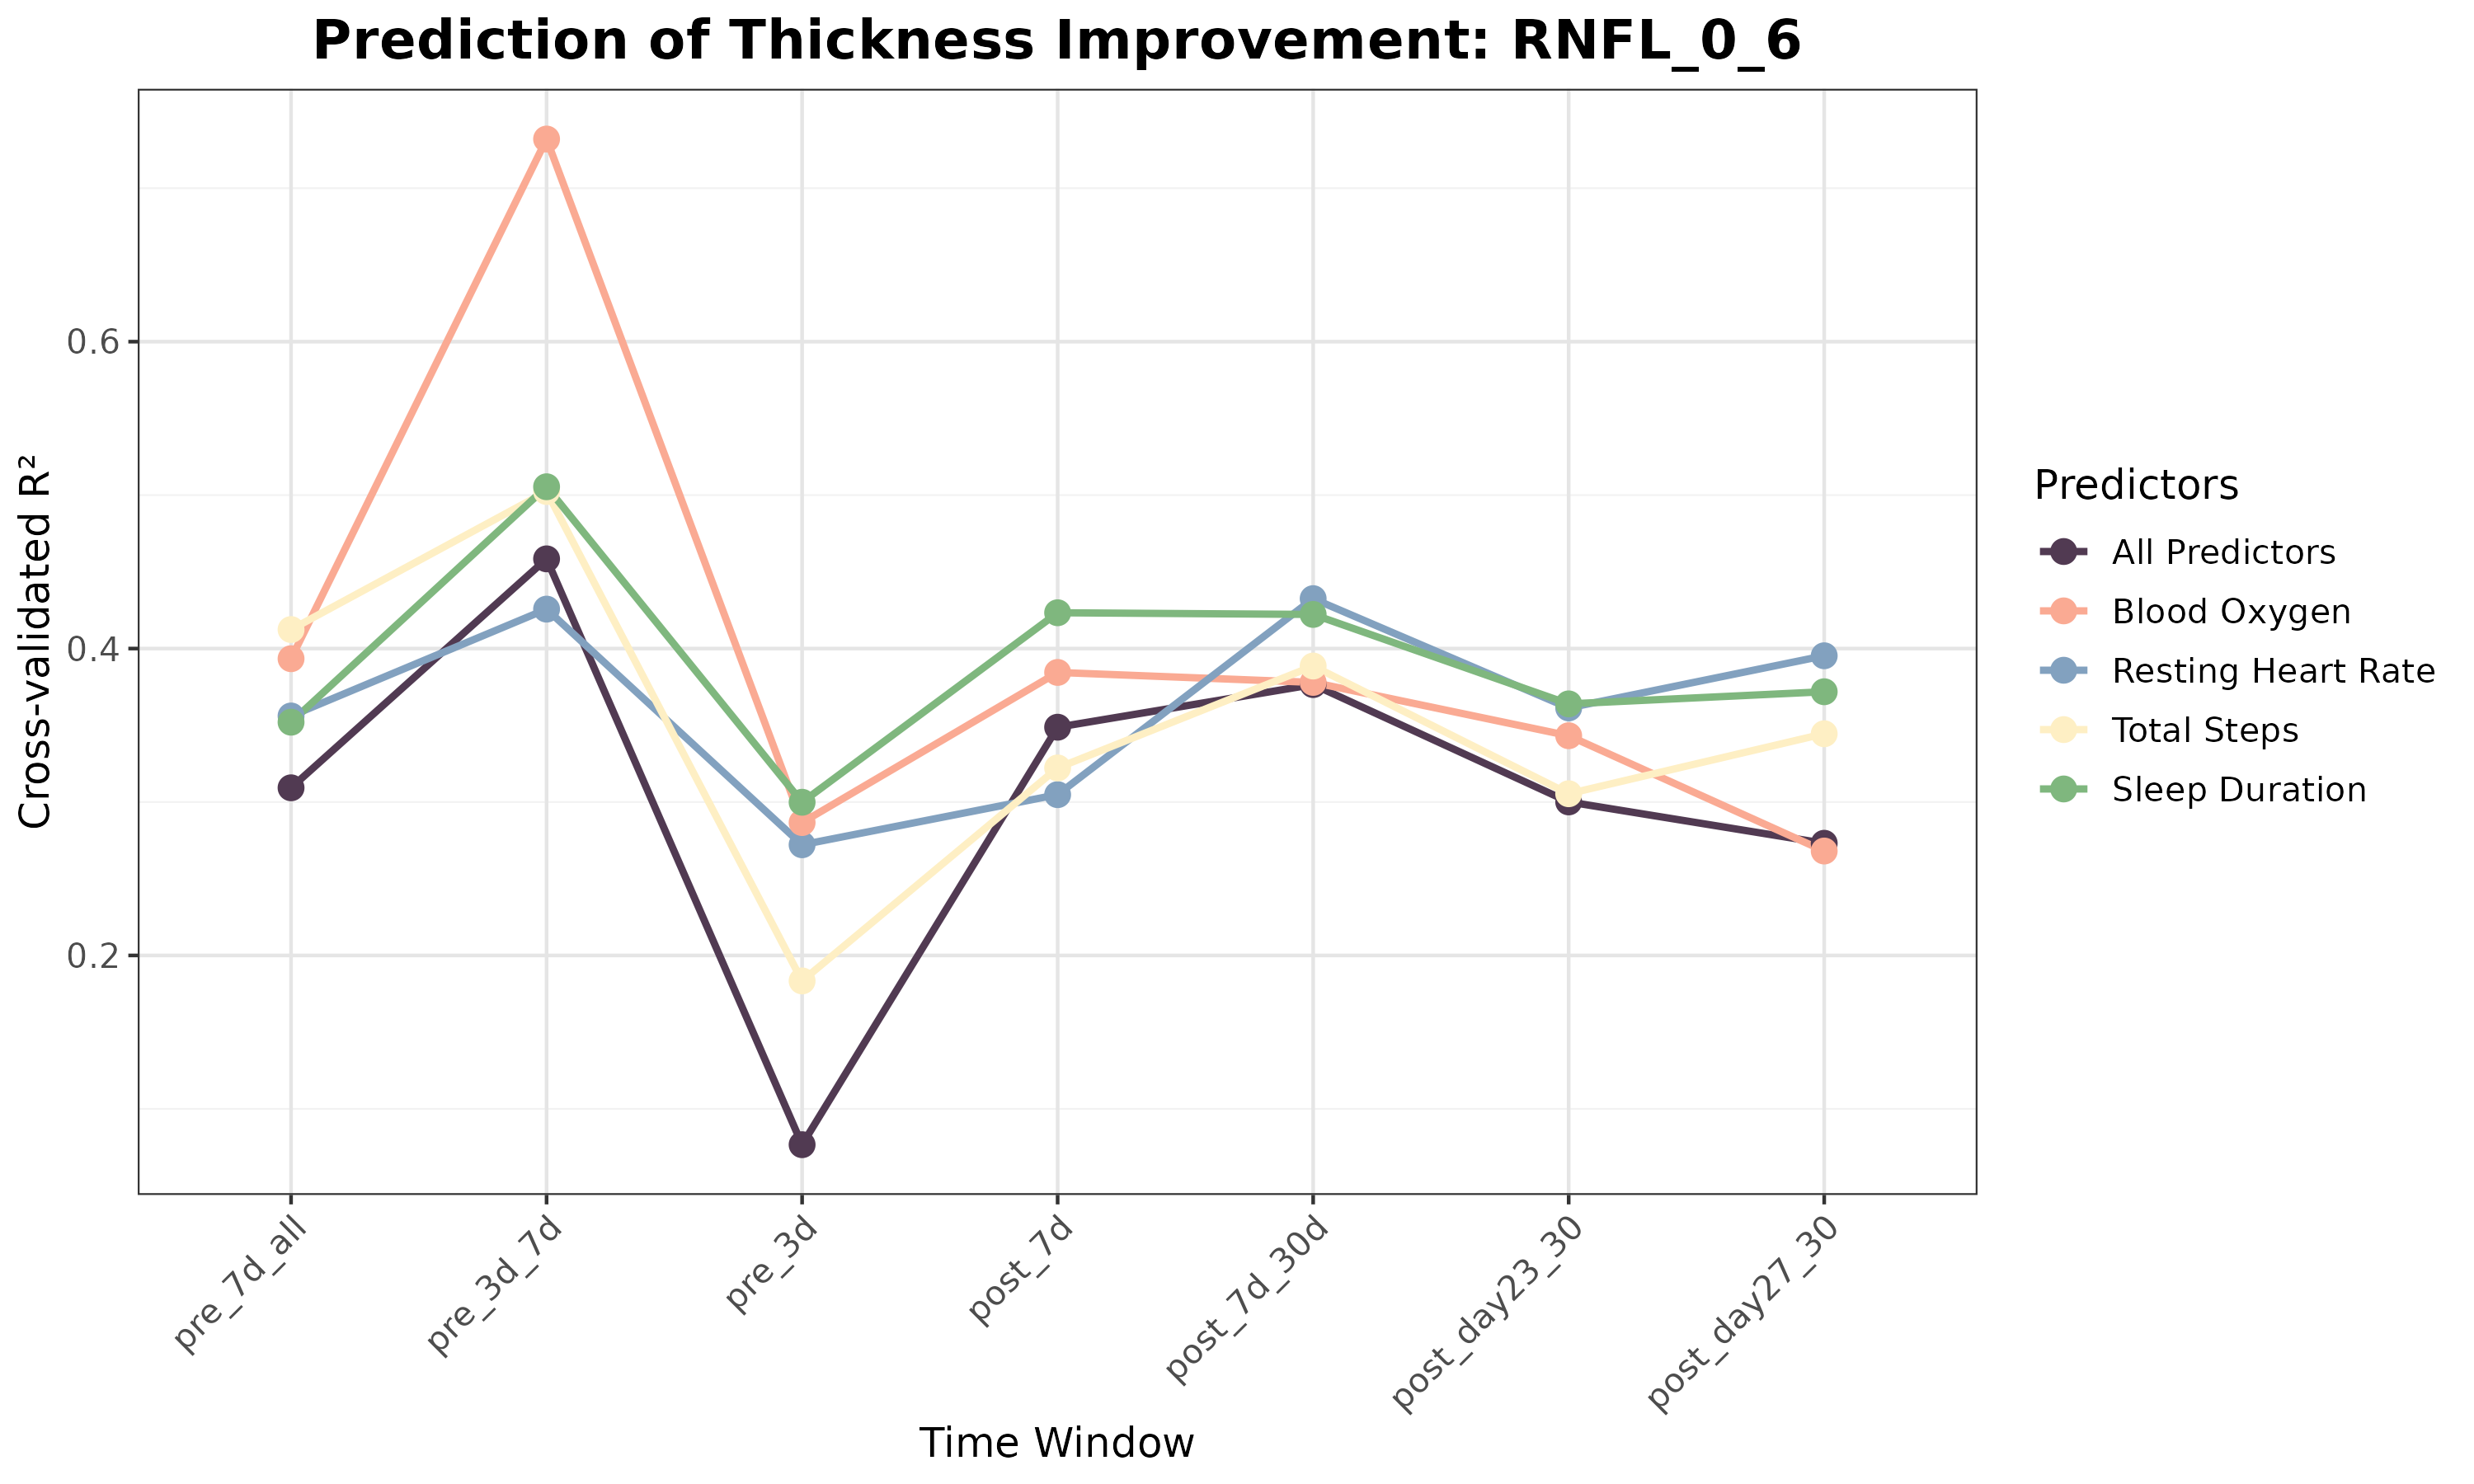 Prediction of Thickness Improvement: RNFL_0_6
Cross-validated R²
0.6
0.4
0.2
pre_7d_all
pre_3d_7d
pre_3d
post_7d
post_7d_30d
post_day23_30
post_day27_30
Time Window
Predictors
All Predictors
Blood Oxygen
Resting Heart Rate
Total Steps
Sleep Duration